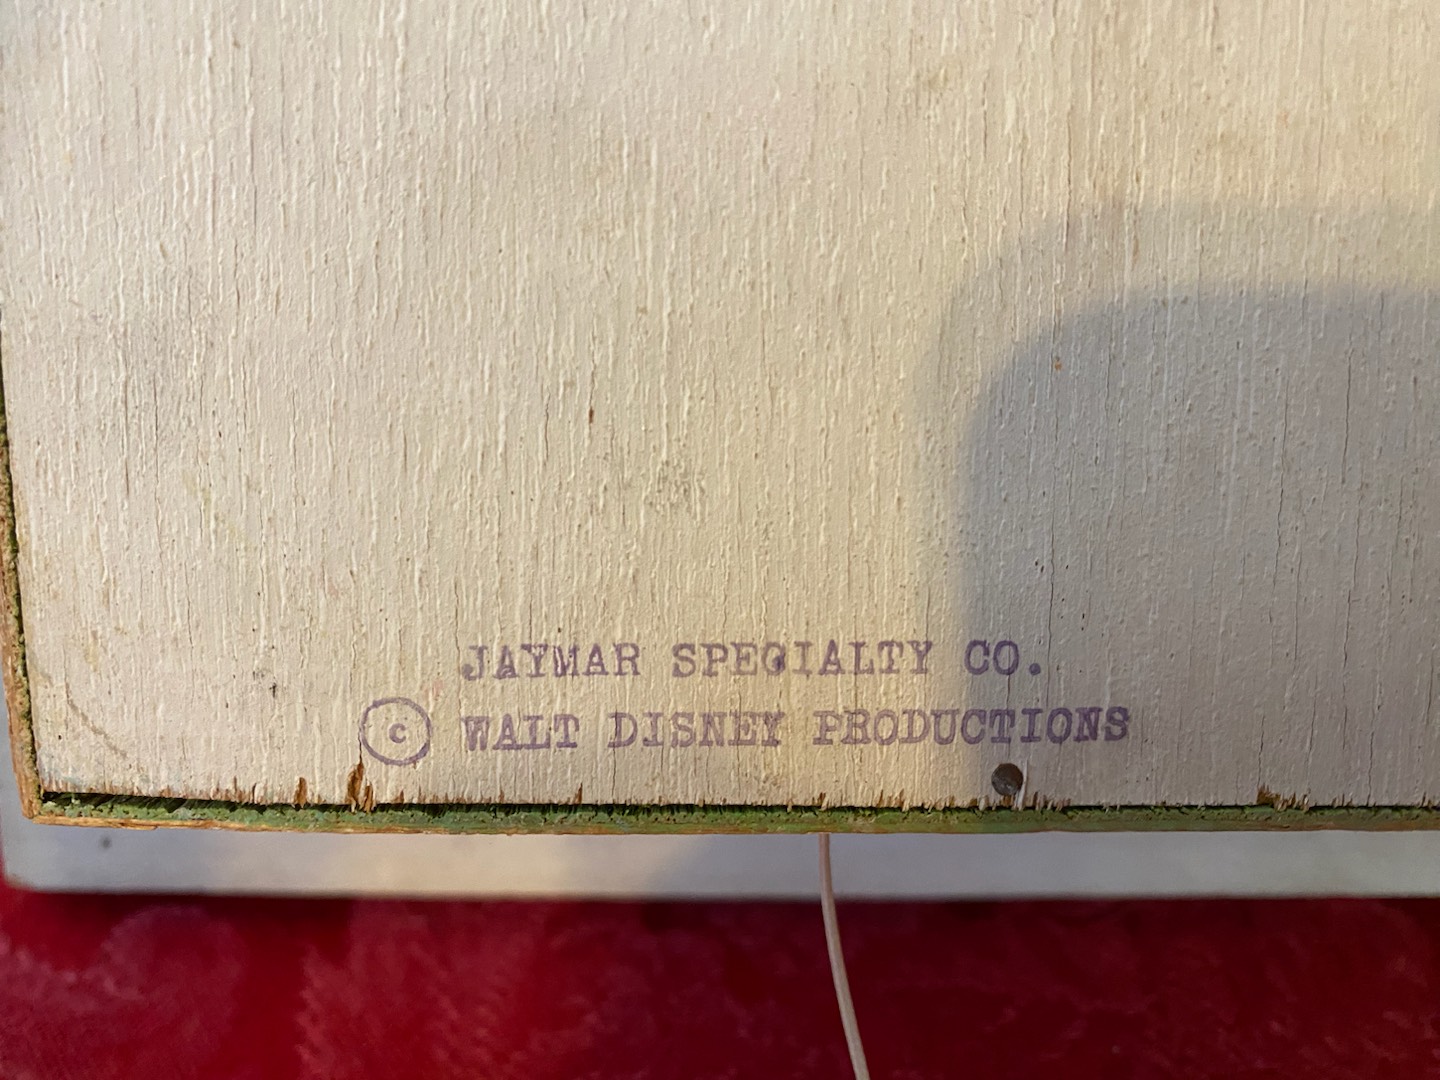 JAYMAR SPECIALTY CO.
© WALT DISNEY PRODUCTIONS